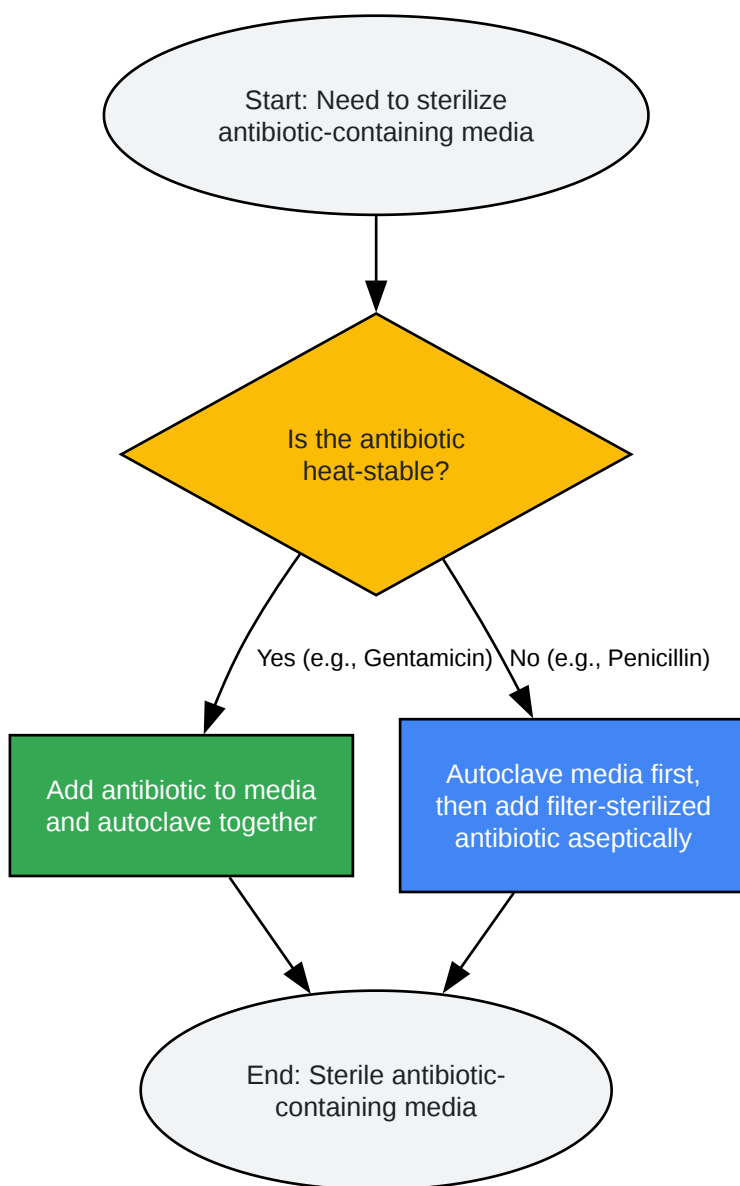 Start: Need to sterilize
antibiotic-containing media
Is the antibiotic
heat-stable?
Yes (e.g., Gentamicin)
No (e.g., Penicillin)
Add antibiotic to media
and autoclave together
Autoclave media first,
then add filter-sterilized
antibiotic aseptically
End: Sterile antibiotic-
containing media